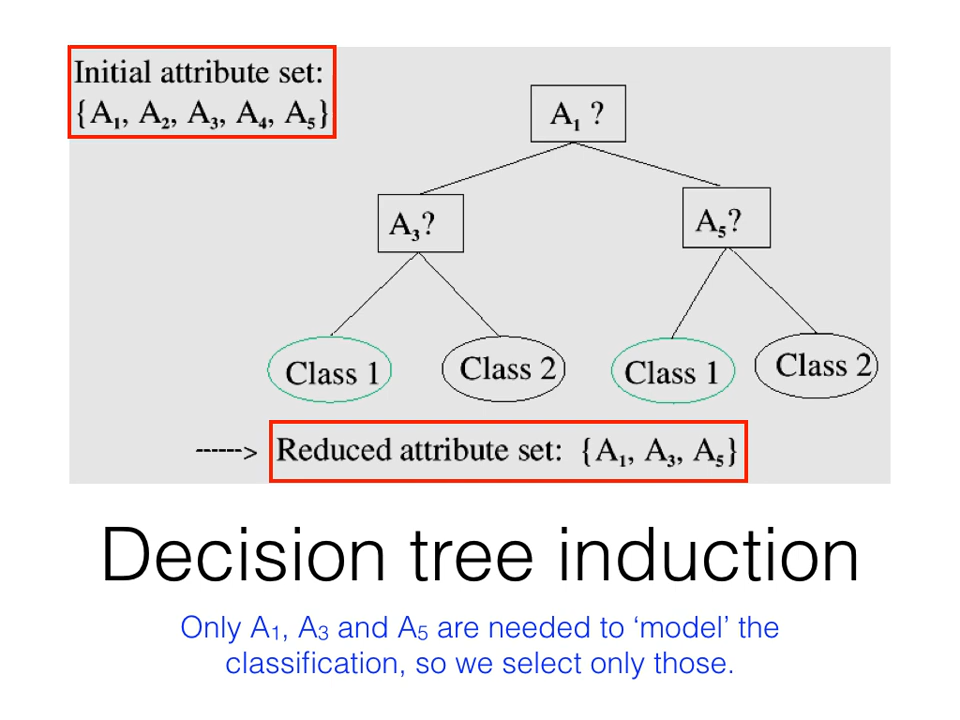 Initial attribute set:
{A₁, A₂, A₃, A₄, A₅}
A₁ ?
A₃?
A₅?
Class 1
Class 2
Class 1
Class 2
------> Reduced attribute set: {A₁, A₃, A₅}
Decision tree induction
Only A₁, A₃ and A₅ are needed to ‘model’ the
classification, so we select only those.